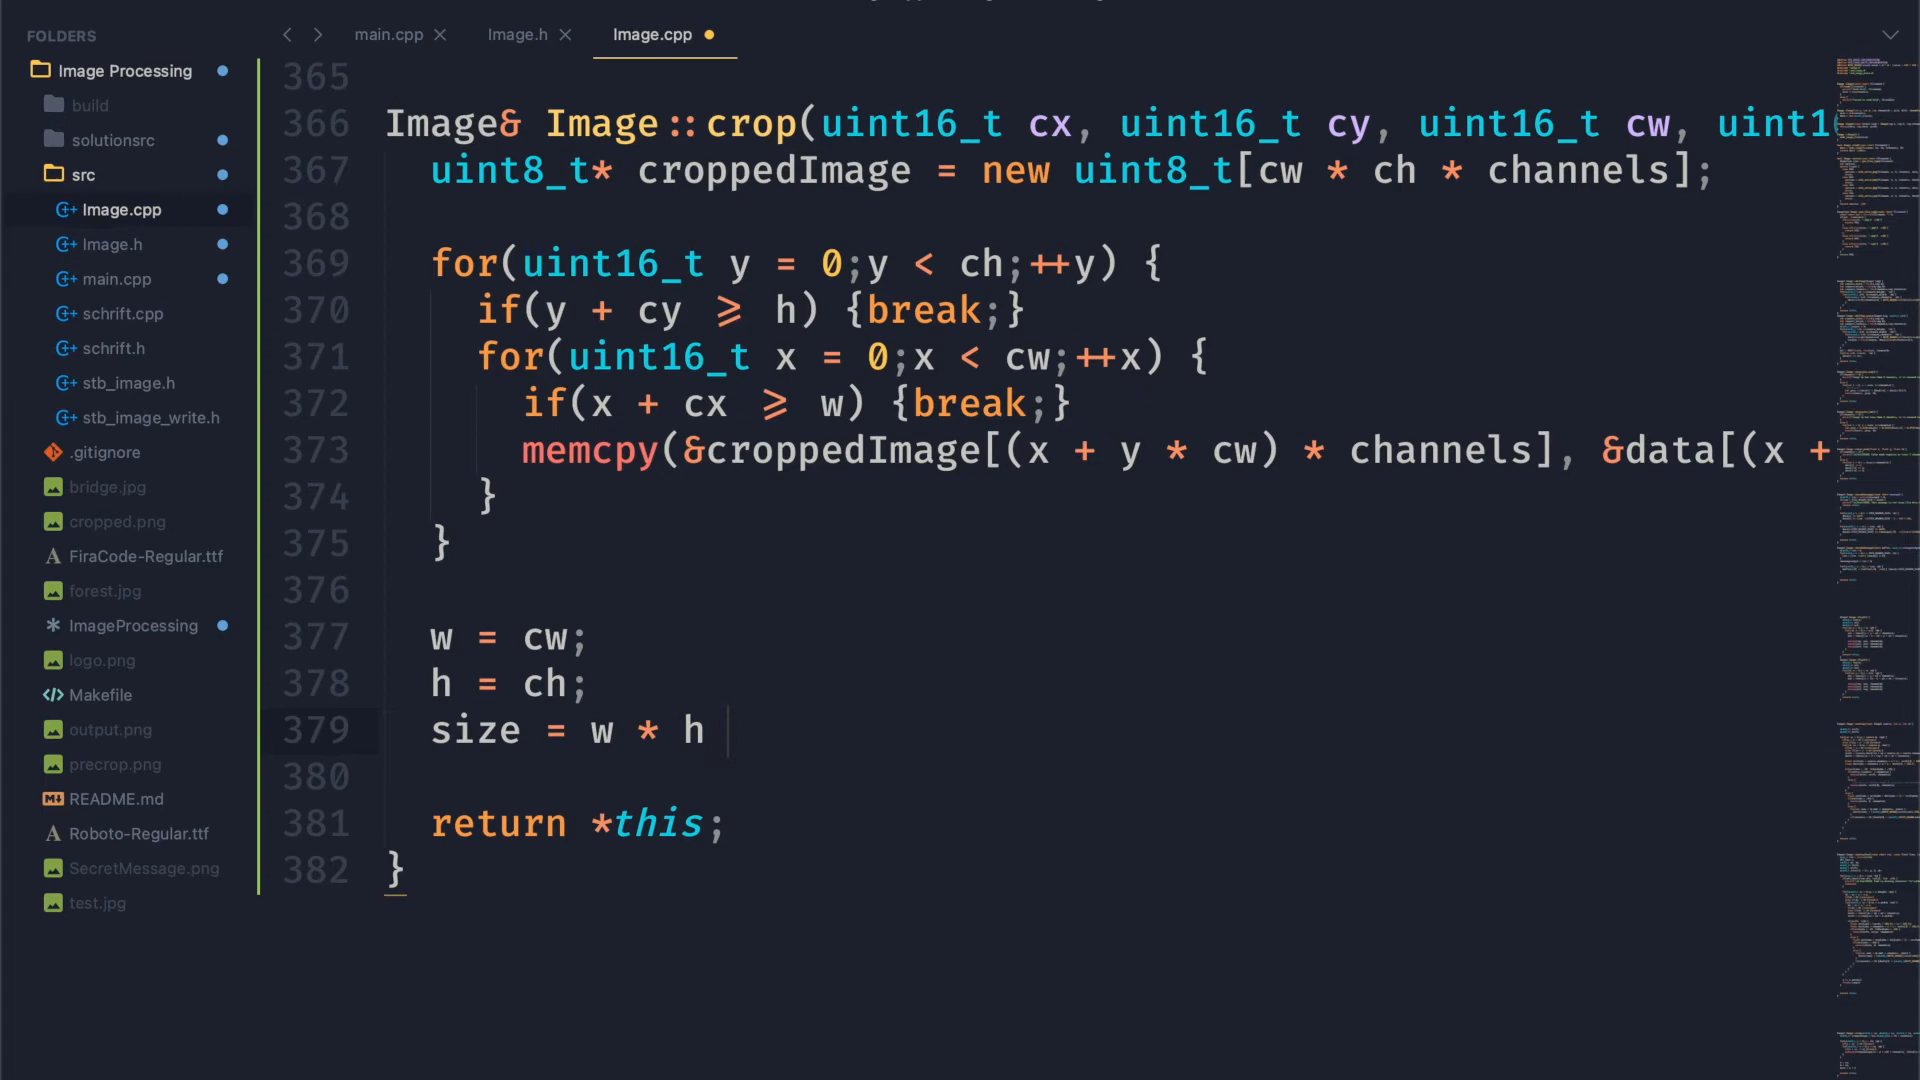 FOLDERS
Image Processing
build
solutionsrc
src
Image.cpp
Image.h
main.cpp
schrift.cpp
schrift.h
stb_image.h
stb_image_write.h
.gitignore
bridge.jpg
cropped.png
FiraCode-Regular.ttf
forest.jpg
ImageProcessing
logo.png
Makefile
output.png
precrop.png
README.md
Roboto-Regular.ttf
SecretMessage.png
test.jpg
main.cpp Image.h Image.cpp
365
366 Image& Image::crop(uint16_t cx, uint16_t cy, uint16_t cw, uint1
367 uint8_t* croppedImage = new uint8_t[cw * ch * channels];
368
369 for(uint16_t y = 0;y < ch;++y) {
370 if(y + cy >= h) {break;}
371 for(uint16_t x = 0;x < cw;++x) {
372 if(x + cx >= w) {break;}
373 memcpy(&croppedImage[(x + y * cw) * channels], &data[(x +
374 }
375 }
376
377 w = cw;
378 h = ch;
379 size = w * h
380
381 return *this;
382 }